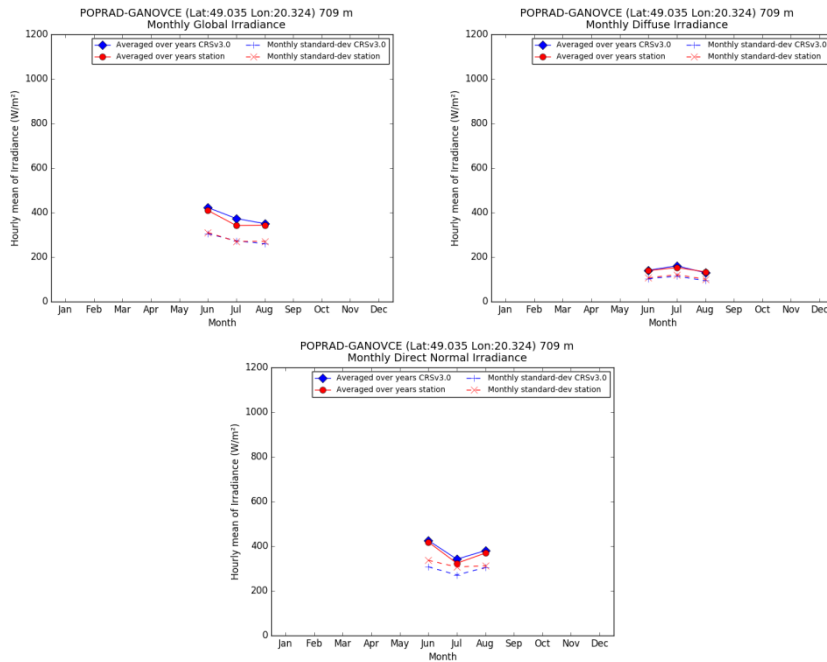 POPRAD-GANOVCE (Lat:49.035 Lon:20.324) 709 m
Monthly Global Irradiance
Averaged over years CRSv3.0
Monthly standard-dev CRSv3.0
Averaged over years station
Monthly standard-dev station
Hourly mean of Irradiance (W/m²)
1200
1000
800
600
400
200
0
Jan Feb Mar Apr May Jun Jul Aug Sep Oct Nov Dec
Month
POPRAD-GANOVCE (Lat:49.035 Lon:20.324) 709 m
Monthly Diffuse Irradiance
Averaged over years CRSv3.0
Monthly standard-dev CRSv3.0
Averaged over years station
Monthly standard-dev station
Hourly mean of Irradiance (W/m²)
1200
1000
800
600
400
200
0
Jan Feb Mar Apr May Jun Jul Aug Sep Oct Nov Dec
Month
POPRAD-GANOVCE (Lat:49.035 Lon:20.324) 709 m
Monthly Direct Normal Irradiance
Averaged over years CRSv3.0
Monthly standard-dev CRSv3.0
Averaged over years station
Monthly standard-dev station
Hourly mean of Irradiance (W/m²)
1200
1000
800
600
400
200
0
Jan Feb Mar Apr May Jun Jul Aug Sep Oct Nov Dec
Month